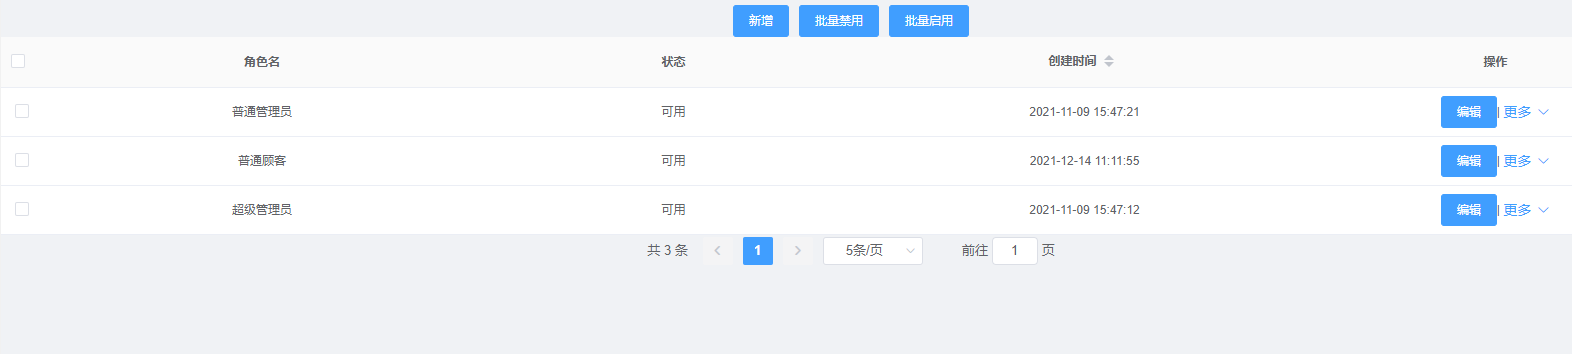 新增 批量禁用 批量启用
角色名 状态 创建时间 操作
普通管理员 可用 2021-11-09 15:47:21 编辑 | 更多
普通顾客 可用 2021-12-14 11:11:55 编辑 | 更多
超级管理员 可用 2021-11-09 15:47:12 编辑 | 更多
共 3 条 1 5条/页 前往 1 页